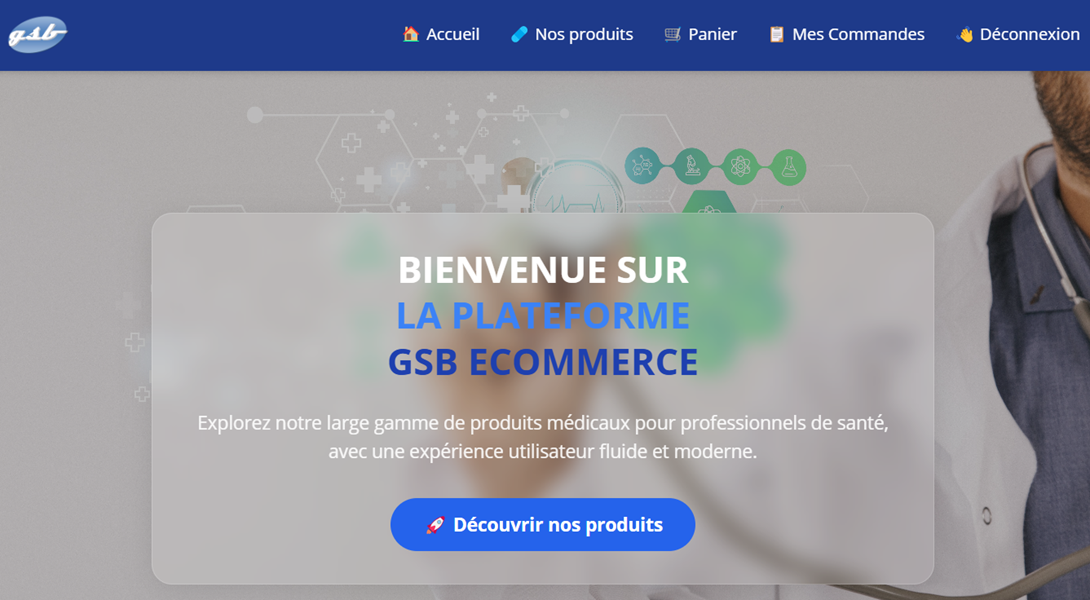 gsb
🏠 Accueil
💊 Nos produits
🛒 Panier
📋 Mes Commandes
👋 Déconnexion
BIENVENUE SUR
LA PLATEFORME
GSB ECOMMERCE
Explorez notre large gamme de produits médicaux pour professionnels de santé,
avec une expérience utilisateur fluide et moderne.
🚀 Découvrir nos produits